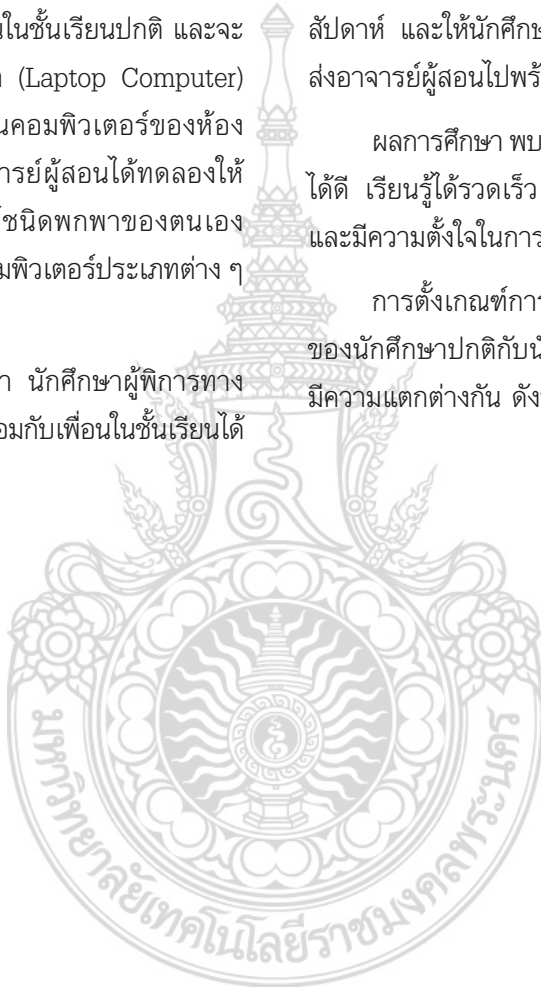 นในชั้นเรียนปกติ และจะ
(Laptop Computer)
นคอมพิวเตอร์ของห้อง
ารย์ผู้สอนได้ทดลองให้
ชนิดพกพาของตนเอง
มพิวเตอร์ประเภทต่าง ๆ
า นักศึกษาผู้พิการทาง
อมกับเพื่อนในชั้นเรียนได้
สัปดาห์ และให้นักศึกษ
ส่งอาจารย์ผู้สอนไปพร้
ผลการศึกษา พบ
ได้ดี เรียนรู้ได้รวดเร็ว
และมีความตั้งใจในการ
การตั้งเกณฑ์การ
ของนักศึกษาปกติกับนั
มีความแตกต่างกัน ดัง
มหาวิทยาลัยเทคโนโลยีราชมงคลพระนคร